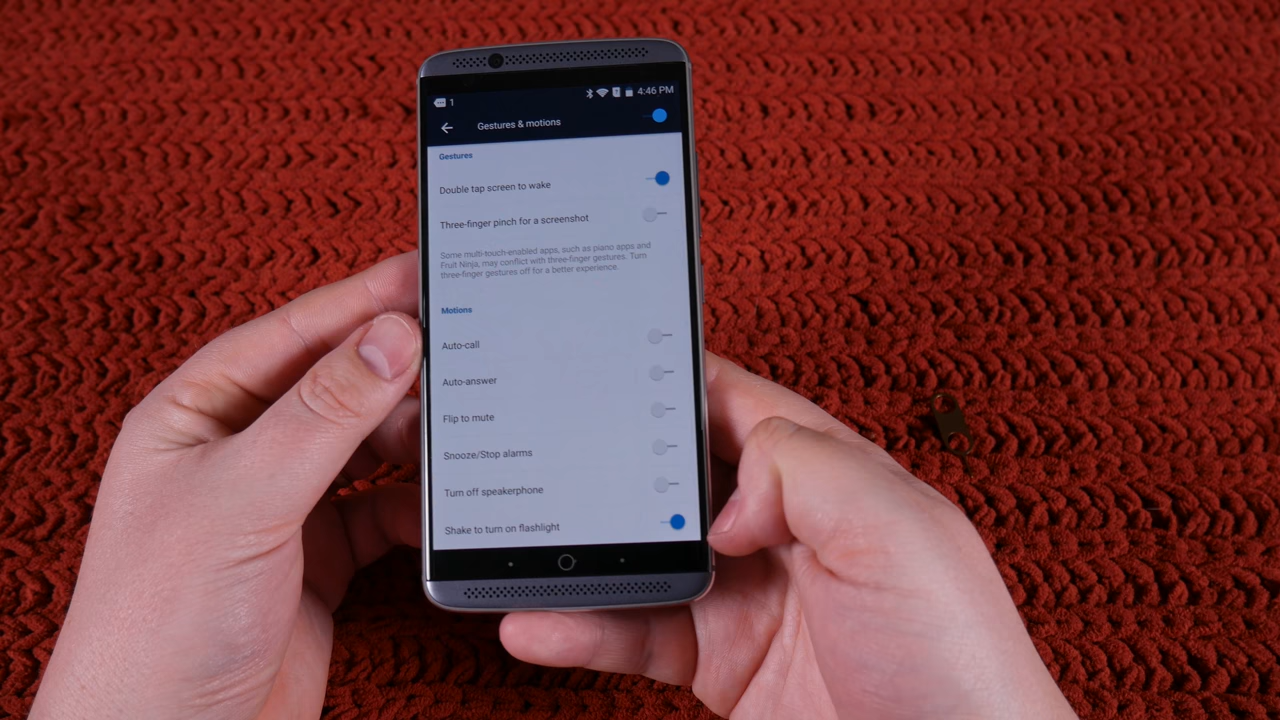 1
4:46 PM
Gestures & motions
Gestures
Double tap screen to wake
Three-finger pinch for a screenshot
Some multi-touch-enabled apps, such as piano apps and
Fruit Ninja, may conflict with three-finger gestures. Turn
three-finger gestures off for a better experience.
Motions
Auto-call
Auto-answer
Flip to mute
Snooze/Stop alarms
Turn off speakerphone
Shake to turn on flashlight